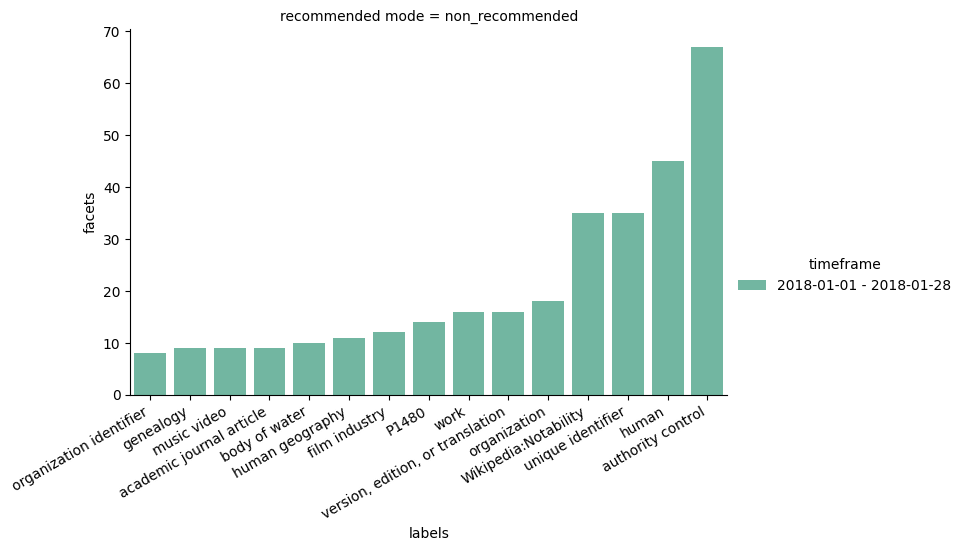 recommended mode = non_recommended
70
60
50
40
30
20
10
0
facets
timeframe
2018-01-01 - 2018-01-28
organization identifier
genealogy
music video
academic journal article
body of water
human geography
film industry
P1480
work
version, edition, or translation
organization
Wikipedia:Notability
unique identifier
human
authority control
labels